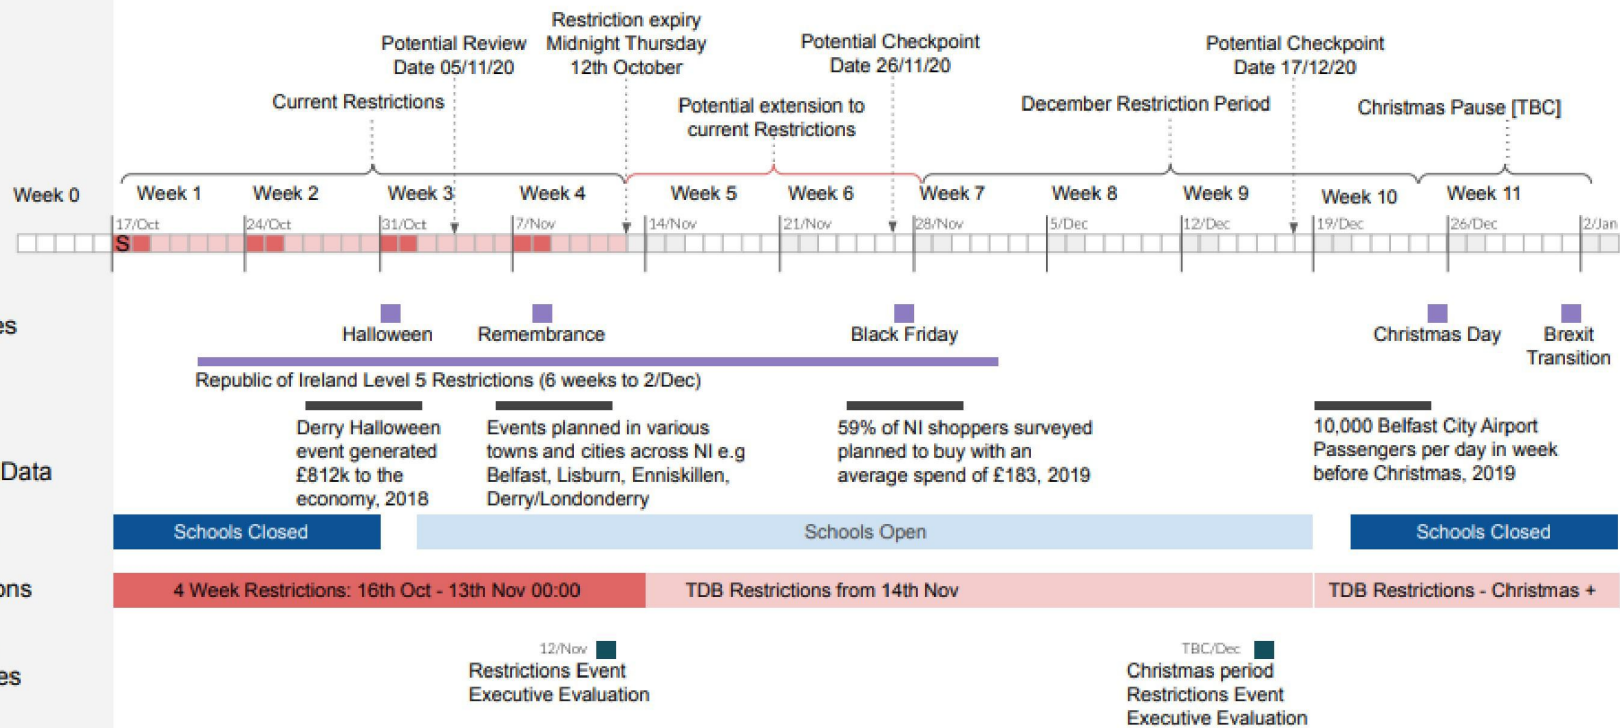 Restriction expiry
Potential Review
Midnight Thursday
Potential Checkpoint
Potential Checkpoint
Date 05/11/20
12th October
Date 26/11/20
Date 17/12/20
Current Restrictions
Potential extension to
current Restrictions
December Restriction Period
Christmas Pause [TBC]
Week 0
Week 1
Week 2
Week 3
Week 4
Week 5
Week 6
Week 7
Week 8
Week 9
Week 10
Week 11
17/Oct
24/Oct
31/Oct
7/Nov
14/Nov
21/Nov
28/Nov
5/Dec
12/Dec
19/Dec
26/Dec
2/Jan
S
es
Halloween
Remembrance
Black Friday
Christmas Day
Brexit
Transition
Republic of Ireland Level 5 Restrictions (6 weeks to 2/Dec)
Data
Derry Halloween
event generated
£812k to the
economy, 2018
Events planned in various
towns and cities across NI e.g
Belfast, Lisburn, Enniskillen,
Derry/Londonderry
59% of NI shoppers surveyed
planned to buy with an
average spend of £183, 2019
10,000 Belfast City Airport
Passengers per day in week
before Christmas, 2019
Schools Closed
Schools Open
Schools Closed
ons
4 Week Restrictions: 16th Oct - 13th Nov 00:00
TDB Restrictions from 14th Nov
TDB Restrictions - Christmas +
es
12/Nov
Restrictions Event
Executive Evaluation
TBC/Dec
Christmas period
Restrictions Event
Executive Evaluation